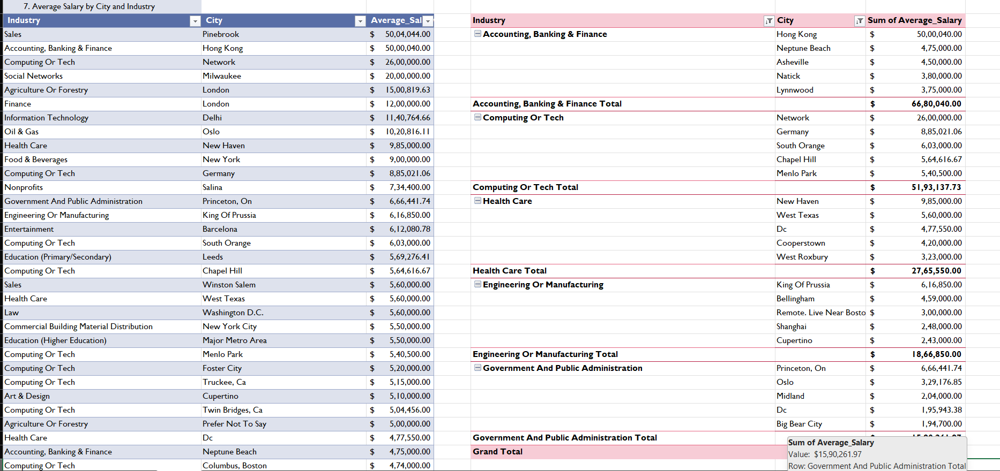 7. Average Salary by City and Industry
Industry City Average_Sal Industry City Sum of Average_Salary
Sales Pinebrook $ 50,04,044.00 Accounting, Banking & Finance Hong Kong $ 50,00,040.00
Accounting, Banking & Finance Hong Kong $ 50,00,040.00 Neptune Beach $ 4,75,000.00
Computing Or Tech Network $ 26,00,000.00 Asheville $ 4,50,000.00
Social Networks Milwaukee $ 20,00,000.00 Natick $ 3,80,000.00
Agriculture Or Forestry London $ 15,00,819.63 Lynnwood $ 3,75,000.00
Finance London $ 12,00,000.00 Accounting, Banking & Finance Total $ 66,80,040.00
Information Technology Delhi $ 11,40,764.66 Computing Or Tech Network $ 26,00,000.00
Oil & Gas Oslo $ 10,20,816.11 Germany $ 8,85,021.06
Health Care New Haven $ 9,85,000.00 South Orange $ 6,03,000.00
Food & Beverages New York $ 9,00,000.00 Chapel Hill $ 5,64,616.67
Computing Or Tech Germany $ 8,85,021.06 Menlo Park $ 5,40,500.00
Nonprofits Salina $ 7,34,400.00 Computing Or Tech Total $ 51,93,137.73
Government And Public Administration Princeton, On $ 6,66,441.74 Health Care New Haven $ 9,85,000.00
Engineering Or Manufacturing King Of Prussia $ 6,16,850.00 West Texas $ 5,60,000.00
Entertainment Barcelona $ 6,12,080.78 Dc $ 4,77,550.00
Computing Or Tech South Orange $ 6,03,000.00 Cooperstown $ 4,20,000.00
Education (Primary/Secondary) Leeds $ 5,69,276.41 West Roxbury $ 3,23,000.00
Computing Or Tech Chapel Hill $ 5,64,616.67 Health Care Total $ 27,65,550.00
Sales Winston Salem $ 5,60,000.00 Engineering Or Manufacturing King Of Prussia $ 6,16,850.00
Health Care West Texas $ 5,60,000.00 Bellingham $ 4,59,000.00
Law Washington D.C. $ 5,60,000.00 Remote. Live Near Bosto $ 3,00,000.00
Commercial Building Material Distribution New York City $ 5,50,000.00 Shanghai $ 2,48,000.00
Education (Higher Education) Major Metro Area $ 5,50,000.00 Cupertino $ 2,43,000.00
Computing Or Tech Menlo Park $ 5,40,500.00 Engineering Or Manufacturing Total $ 18,66,850.00
Computing Or Tech Foster City $ 5,20,000.00 Government And Public Administration Princeton, On $ 6,66,441.74
Computing Or Tech Truckee, Ca $ 5,15,000.00 Oslo $ 3,29,176.85
Art & Design Cupertino $ 5,10,000.00 Midland $ 2,04,000.00
Computing Or Tech Twin Bridges, Ca $ 5,04,456.00 Dc $ 1,95,943.38
Agriculture Or Forestry Prefer Not To Say $ 5,00,000.00 Big Bear City $ 1,94,700.00
Health Care Dc $ 4,77,550.00 Government And Public Administration Total
Accounting, Banking & Finance Neptune Beach $ 4,75,000.00 Grand Total
Computing Or Tech Columbus, Boston $ 4,74,000.00
Sum of Average_Salary
Value: $15,90,261.97
Row: Government And Public Administration Total